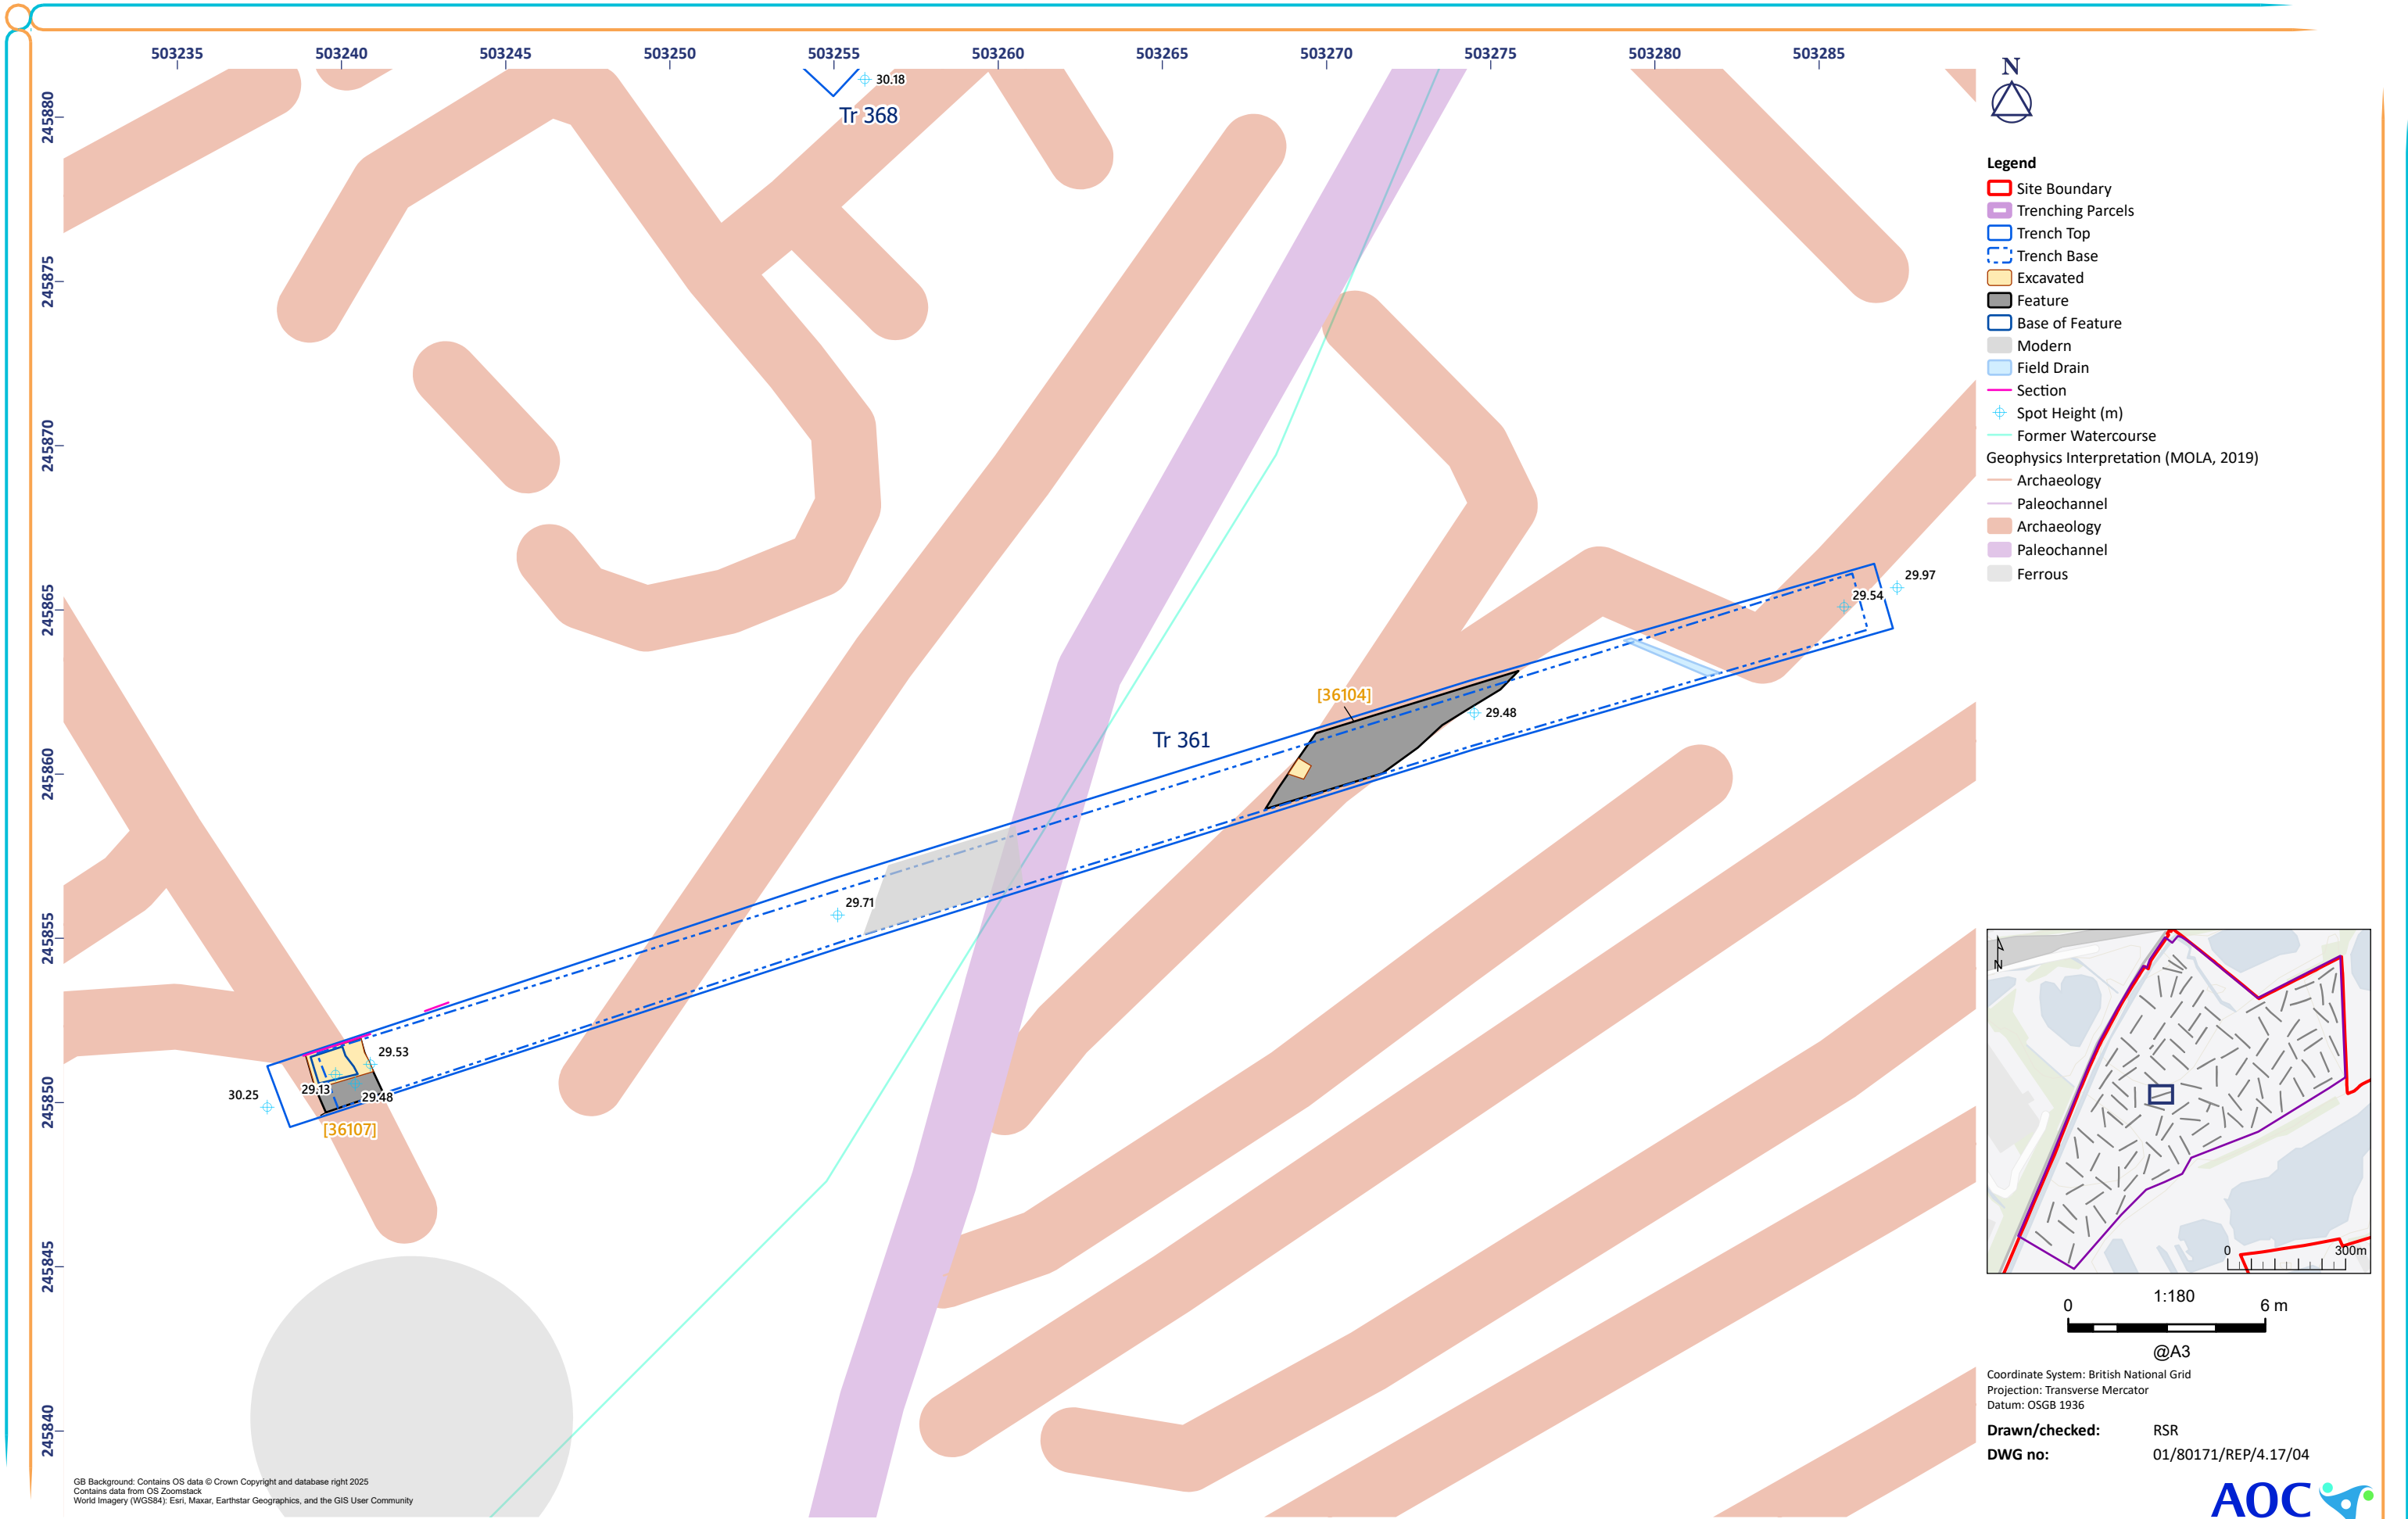 503235 503240 503245 503250 503255 503260 503265 503270 503275 503280 503285
245880
245875
245870
245865
245860
245855
245850
245845
245840
30.18
Tr 368
29.97
29.54
[36104]
29.48
Tr 361
29.71
29.53
29.13
30.25
29.48
[36107]
GB Background: Contains OS data © Crown Copyright and database right 2025
Contains data from OS Zoomstack
World Imagery (WGS84): Esri, Maxar, Earthstar Geographics, and the GIS User Community
N
Legend
Site Boundary
Trenching Parcels
Trench Top
Trench Base
Excavated
Feature
Base of Feature
Modern
Field Drain
Section
Spot Height (m)
Former Watercourse
Geophysics Interpretation (MOLA, 2019)
Archaeology
Paleochannel
Archaeology
Paleochannel
Ferrous
N
0 300m
1:180
0 6 m
@A3
Coordinate System: British National Grid
Projection: Transverse Mercator
Datum: OSGB 1936
Drawn/checked: RSR
DWG no: 01/80171/REP/4.17/04
AOC